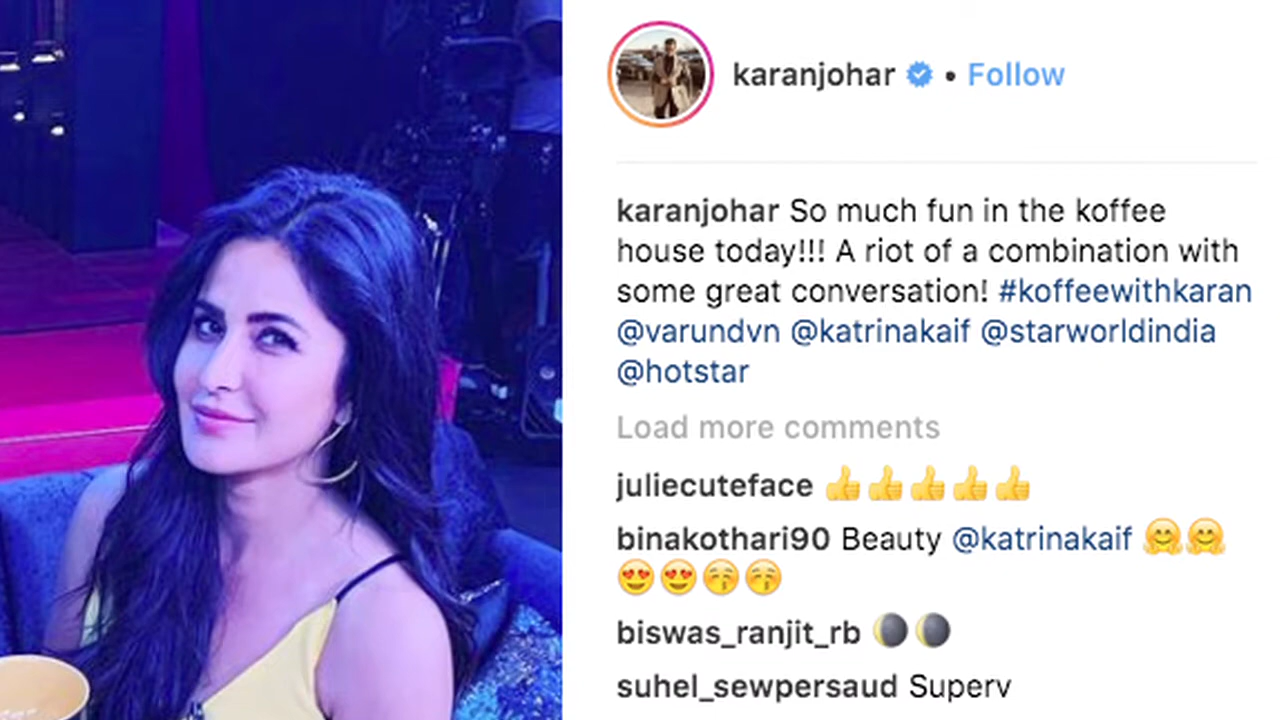 karanjohar • Follow
karanjohar So much fun in the koffee
house today!!! A riot of a combination with
some great conversation! #koffeewithkaran
@varundvn @katrinakaif @starworldindia
@hotstar
Load more comments
juliecuteface 👍👍👍👍👍
binakothari90 Beauty @katrinakaif 🤗🤗
😍😍😚😚
biswas_ranjit_rb 🌘🌘
suhel_sewpersaud Superv